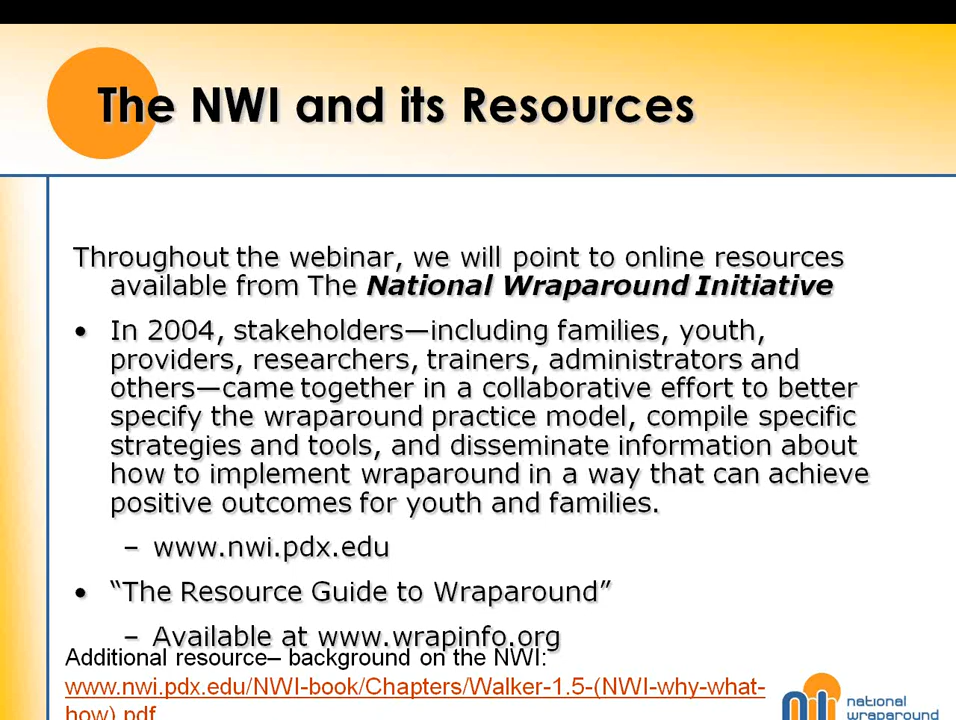 The NWI and its Resources
Throughout the webinar, we will point to online resources
available from The National Wraparound Initiative
• In 2004, stakeholders—including families, youth,
providers, researchers, trainers, administrators and
others—came together in a collaborative effort to better
specify the wraparound practice model, compile specific
strategies and tools, and disseminate information about
how to implement wraparound in a way that can achieve
positive outcomes for youth and families.
– www.nwi.pdx.edu
• “The Resource Guide to Wraparound”
– Available at www.wrapinfo.org
Additional resource– background on the NWI:
www.nwi.pdx.edu/NWI-book/Chapters/Walker-1.5-(NWI-why-what-
how).pdf
national
wraparound